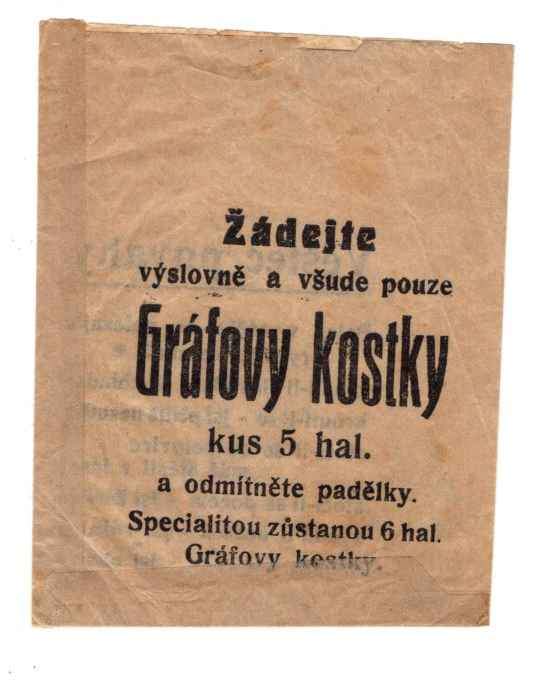 Žádejte
výslovně a všude pouze
Gráfovy kostky
kus 5 hal.
a odmítněte padělky.
Specialitou zůstanou 6 hal.
Gráfovy kostky.